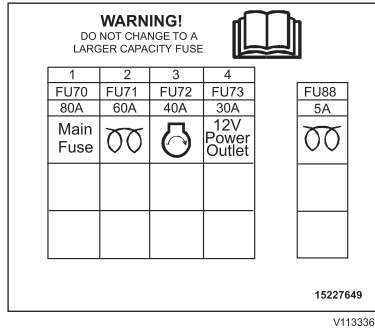 WARNING!
DO NOT CHANGE TO A
LARGER CAPACITY FUSE
1 2 3 4
FU70 FU71 FU72 FU73 FU88
80A 60A 40A 30A 5A
Main
Fuse
12V
Power
Outlet
15227649
V113336